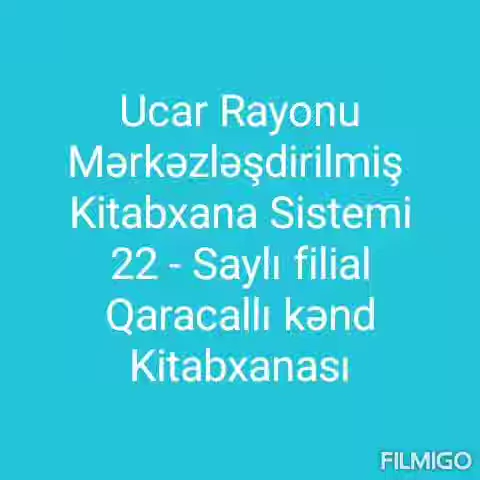 Ucar Rayonu
Mərkəzləşdirilmiş
Kitabxana Sistemi
22 - Saylı filial
Qaracallı kənd
Kitabxanası
FILMIGO